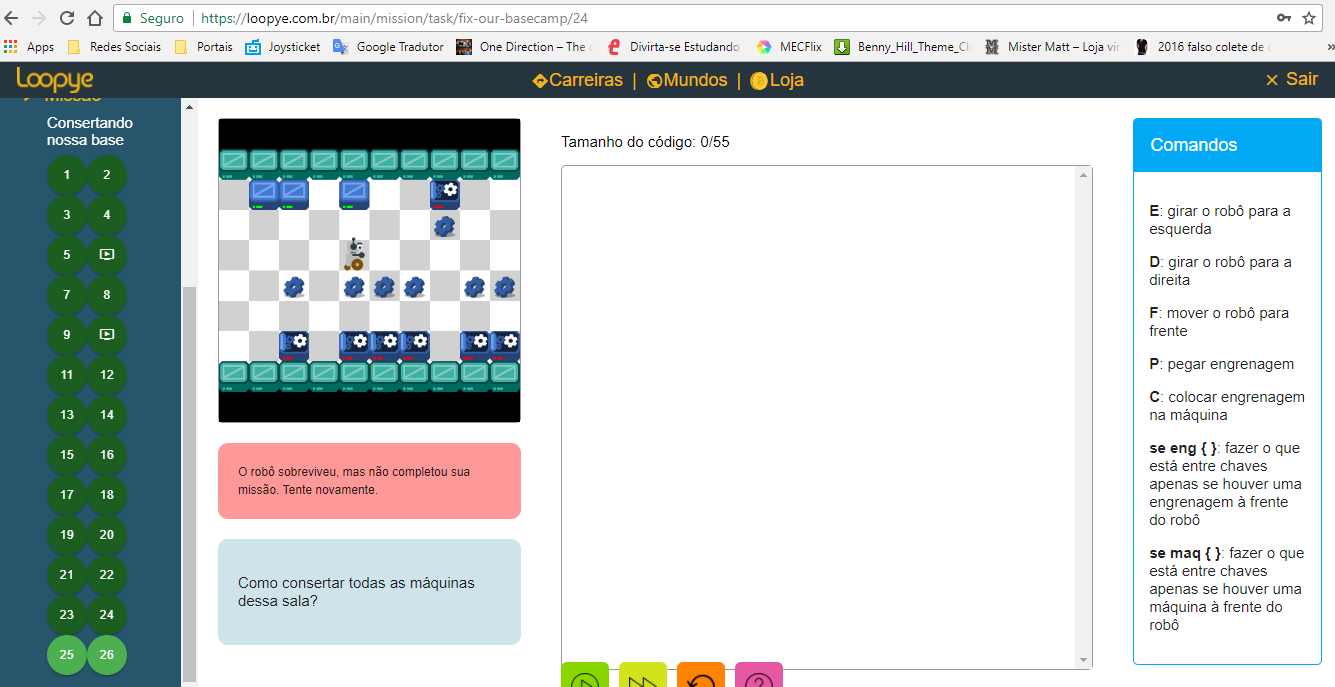 Seguro | https://loopye.com.br/main/mission/task/fix-our-basecamp/24
Apps Redes Sociais Portais Joysticket Google Tradutor One Direction – The Divirta-se Estudando MECFlix Benny_Hill_Theme_Cl Mister Matt – Loja vir 2016 falso colete de
Loopye Carreiras | Mundos | Loja Sair
Missão
Consertando
nossa base
1 2
3 4
5
7 8
9
11 12
13 14
15 16
17 18
19 20
21 22
23 24
25 26
O robô sobreviveu, mas não completou sua
missão. Tente novamente.
Como consertar todas as máquinas
dessa sala?
Tamanho do código: 0/55
Comandos
E: girar o robô para a
esquerda
D: girar o robô para a
direita
F: mover o robô para
frente
P: pegar engrenagem
C: colocar engrenagem
na máquina
se eng { }: fazer o que
está entre chaves
apenas se houver uma
engrenagem à frente
do robô
se maq { }: fazer o que
está entre chaves
apenas se houver uma
máquina à frente do
robô